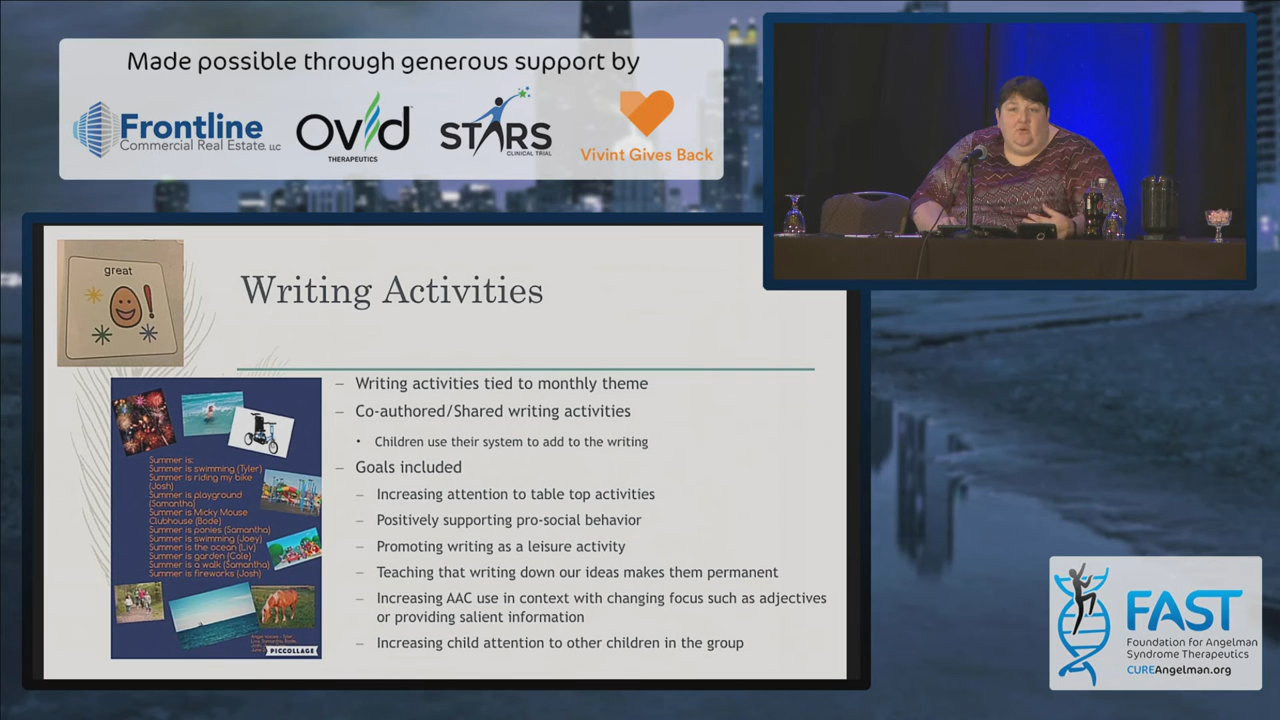 Made possible through generous support by
Frontline
Commercial Real Estate, LLC
OVID
THERAPEUTICS
STARS
CLINICAL TRIAL
Vivint Gives Back
great
Writing Activities
– Writing activities tied to monthly theme
– Co-authored/Shared writing activities
• Children use their system to add to the writing
– Goals included
– Increasing attention to table top activities
– Positively supporting pro-social behavior
– Promoting writing as a leisure activity
– Teaching that writing down our ideas makes them permanent
– Increasing AAC use in context with changing focus such as adjectives
or providing salient information
– Increasing child attention to other children in the group
Summer is:
Summer is swimming (Tyler)
Summer is riding my bike
(Josh)
Summer is playground
(Samantha)
Summer is Micky Mouse
Clubhouse (Bode)
Summer is ponies (Samantha)
Summer is swimming (Joey)
Summer is the ocean (Liv)
Summer is garden (Cole)
Summer is a walk (Samantha)
Summer is fireworks (Josh)
PICCOLLAGE
FAST
Foundation for Angelman
Syndrome Therapeutics
CUREAngelman.org